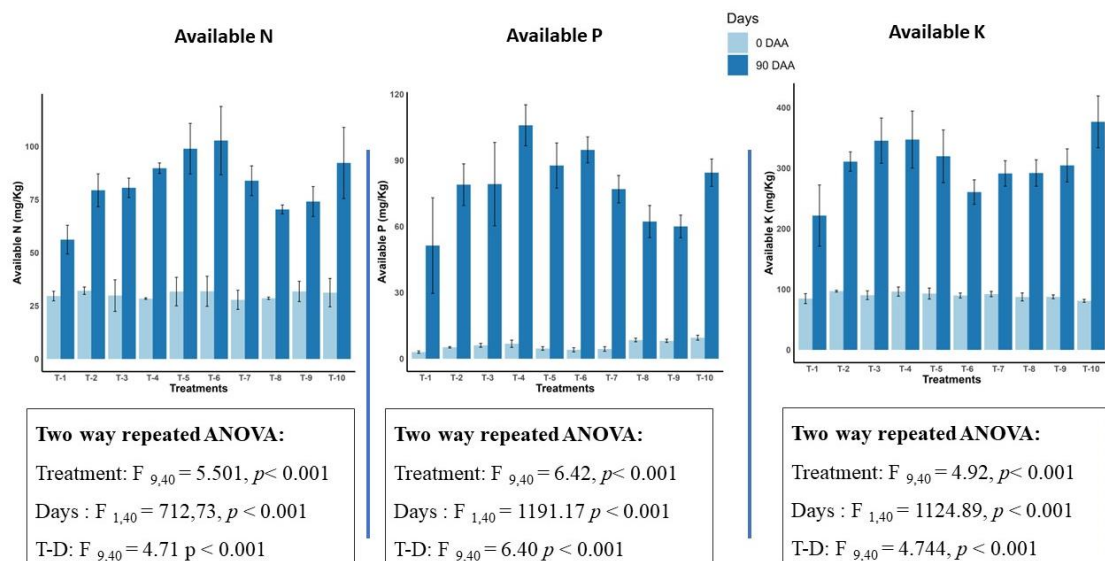 Available N
Available P
Days
0 DAA
90 DAA
Available K
Available N (mg/Kg)
100
75
50
25
0
T-1 T-2 T-3 T-4 T-5 T-6 T-7 T-8 T-9 T-10
Treatments
Available P (mg/Kg)
120
90
60
30
0
T-1 T-2 T-3 T-4 T-5 T-6 T-7 T-8 T-9 T-10
Treatments
Available K (mg/Kg)
400
300
200
100
0
T-1 T-2 T-3 T-4 T-5 T-6 T-7 T-8 T-9 T-10
Treatments
Two way repeated ANOVA:
Treatment: F 9,40 = 5.501, p< 0.001
Days : F 1,40 = 712,73, p < 0.001
T-D: F 9,40 = 4.71 p < 0.001
Two way repeated ANOVA:
Treatment: F 9,40 = 6.42, p< 0.001
Days : F 1,40 = 1191.17 p < 0.001
T-D: F 9,40 = 6.40 p < 0.001
Two way repeated ANOVA:
Treatment: F 9,40 = 4.92, p< 0.001
Days : F 1,40 = 1124.89, p < 0.001
T-D: F 9,40 = 4.744, p < 0.001